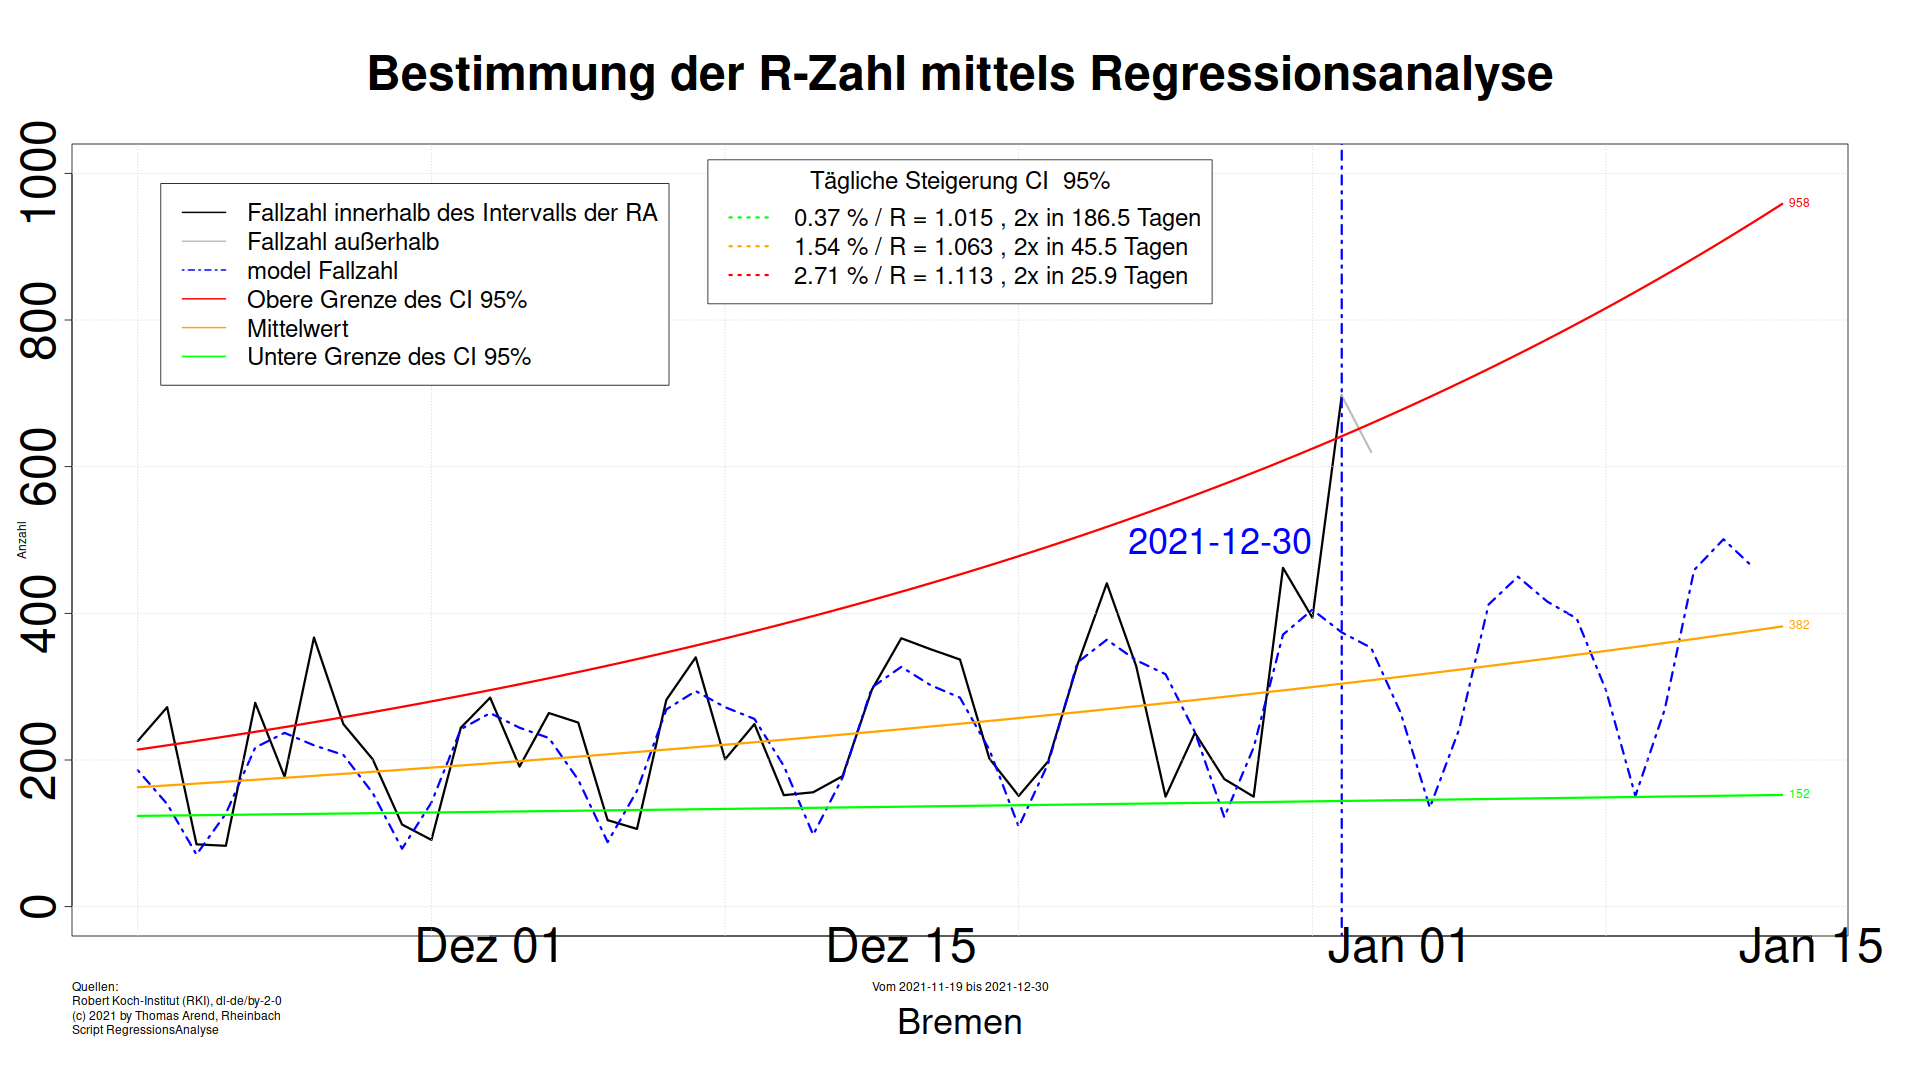 Bestimmung der R-Zahl mittels Regressionsanalyse
1000
800
600
400
200
0
Anzahl
Fallzahl innerhalb des Intervalls der RA
Fallzahl außerhalb
model Fallzahl
Obere Grenze des CI 95%
Mittelwert
Untere Grenze des CI 95%
Tägliche Steigerung CI  95%
0.37 % / R = 1.015 , 2x in 186.5 Tagen
1.54 % / R = 1.063 , 2x in 45.5 Tagen
2.71 % / R = 1.113 , 2x in 25.9 Tagen
958
2021-12-30
382
152
Dez 01
Dez 15
Jan 01
Jan 15
Quellen:
Robert Koch-Institut (RKI), dl-de/by-2-0
(c) 2021 by Thomas Arend, Rheinbach
Script RegressionsAnalyse
Vom 2021-11-19 bis 2021-12-30
Bremen